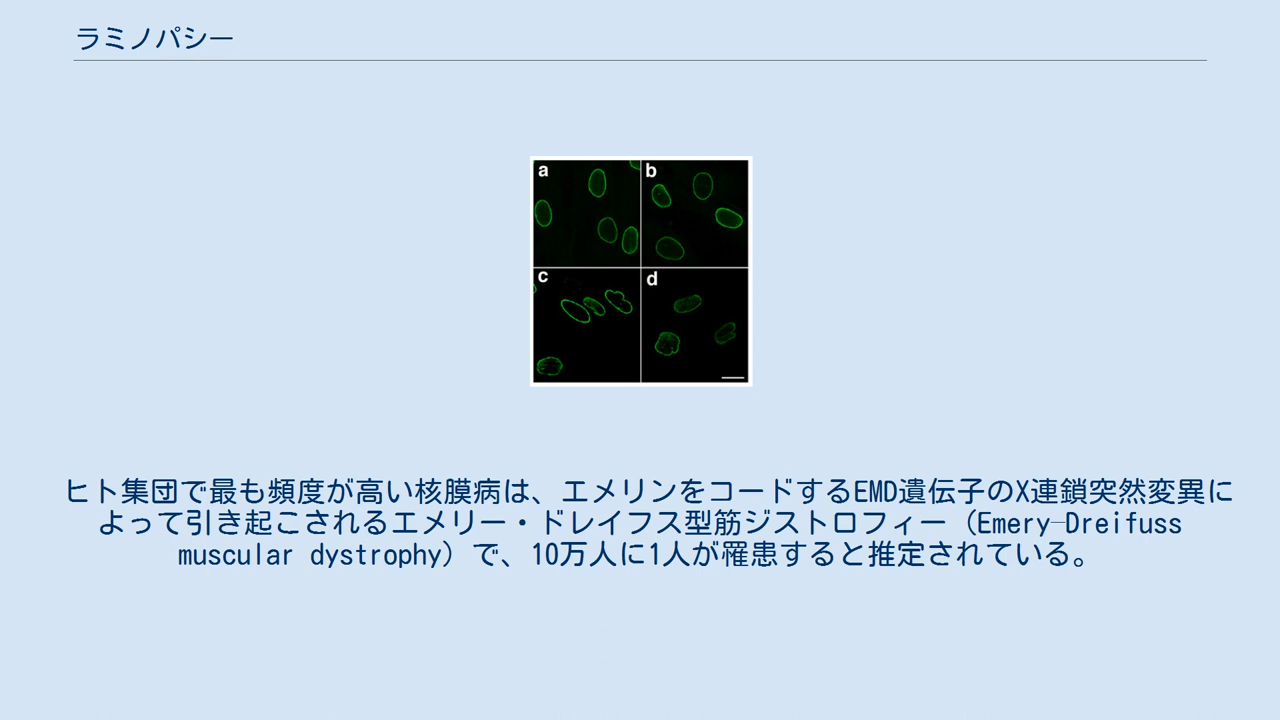 ラミノパシー
a
b
c
d
ヒト集団で最も頻度が高い核膜病は、エメリンをコードするEMD遺伝子のX連鎖突然変異に
よって引き起こされるエメリー・ドレイフス型筋ジストロフィー（Emery–Dreifuss
muscular dystrophy）で、10万人に1人が罹患すると推定されている。